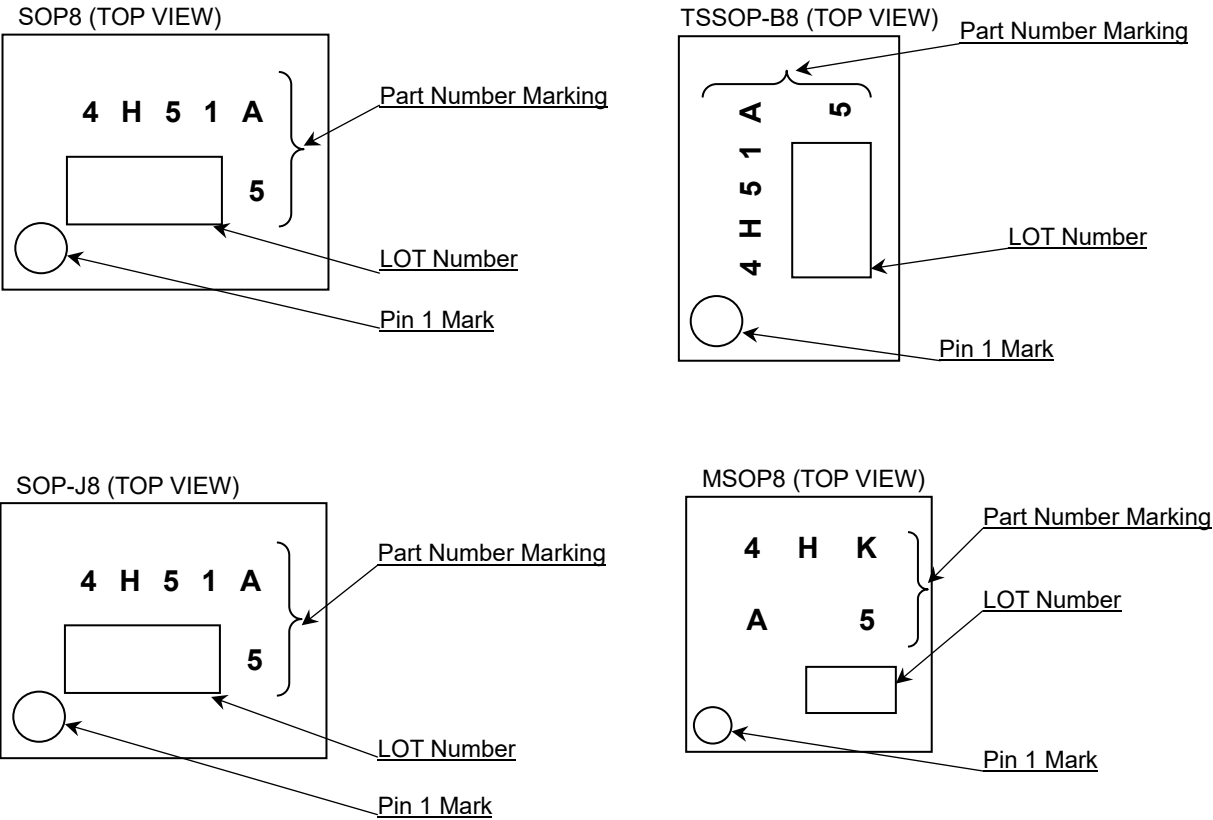 SOP8 (TOP VIEW)
4 H 5 1 A
5
Part Number Marking
LOT Number
Pin 1 Mark
TSSOP-B8 (TOP VIEW)
Part Number Marking
4 H 5 1 A
5
LOT Number
Pin 1 Mark
SOP-J8 (TOP VIEW)
4 H 5 1 A
5
Part Number Marking
LOT Number
Pin 1 Mark
MSOP8 (TOP VIEW)
4 H K
A 5
Part Number Marking
LOT Number
Pin 1 Mark